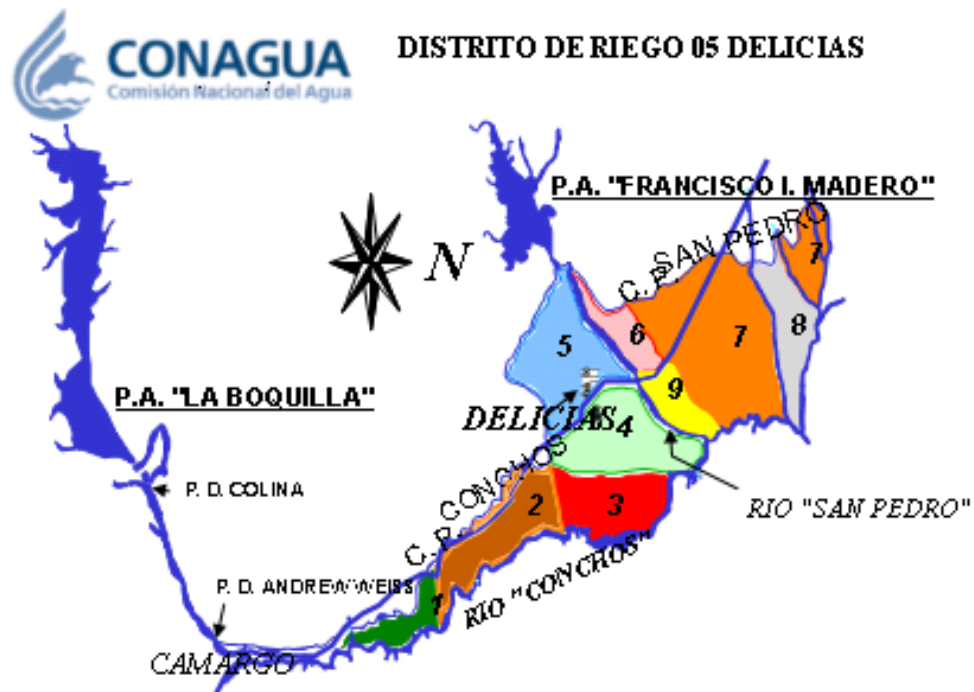 CONAGUA
Comisión Nacional del Agua
DISTRITO DE RIEGO 05 DELICIAS
P.A. "FRANCISCO I. MADERO"
C. P. SAN PEDRO
N
7
6
7
8
5
9
P.A. "LA BOQUILLA"
DELICIAS
4
C. P. CONCHOS
P. D. COLINA
2
3
RIO "SAN PEDRO"
RIO "CONCHOS"
P. D. ANDREW WEISS
1
CAMARGO